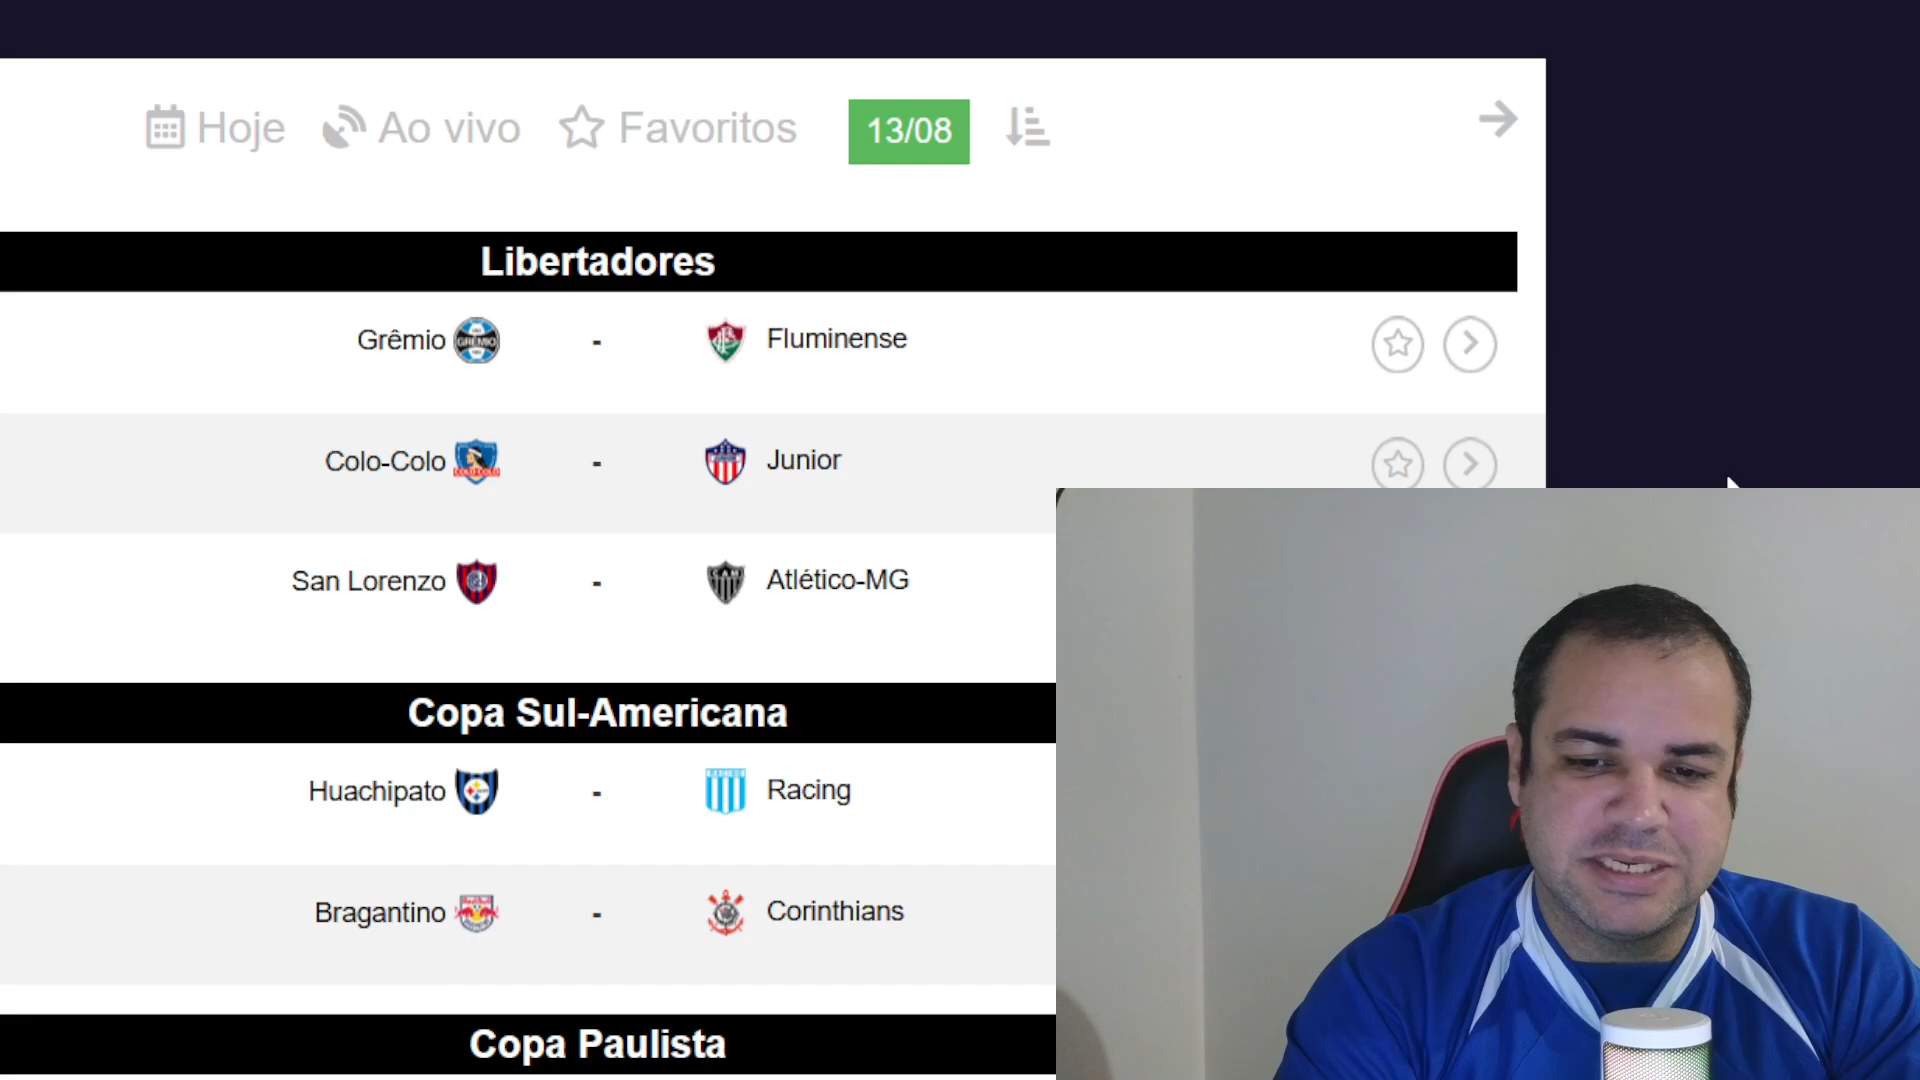 Hoje Ao vivo Favoritos 13/08
Libertadores
Grêmio - Fluminense
Colo-Colo - Junior
San Lorenzo - Atlético-MG
Copa Sul-Americana
Huachipato - Racing
Bragantino - Corinthians
Copa Paulista